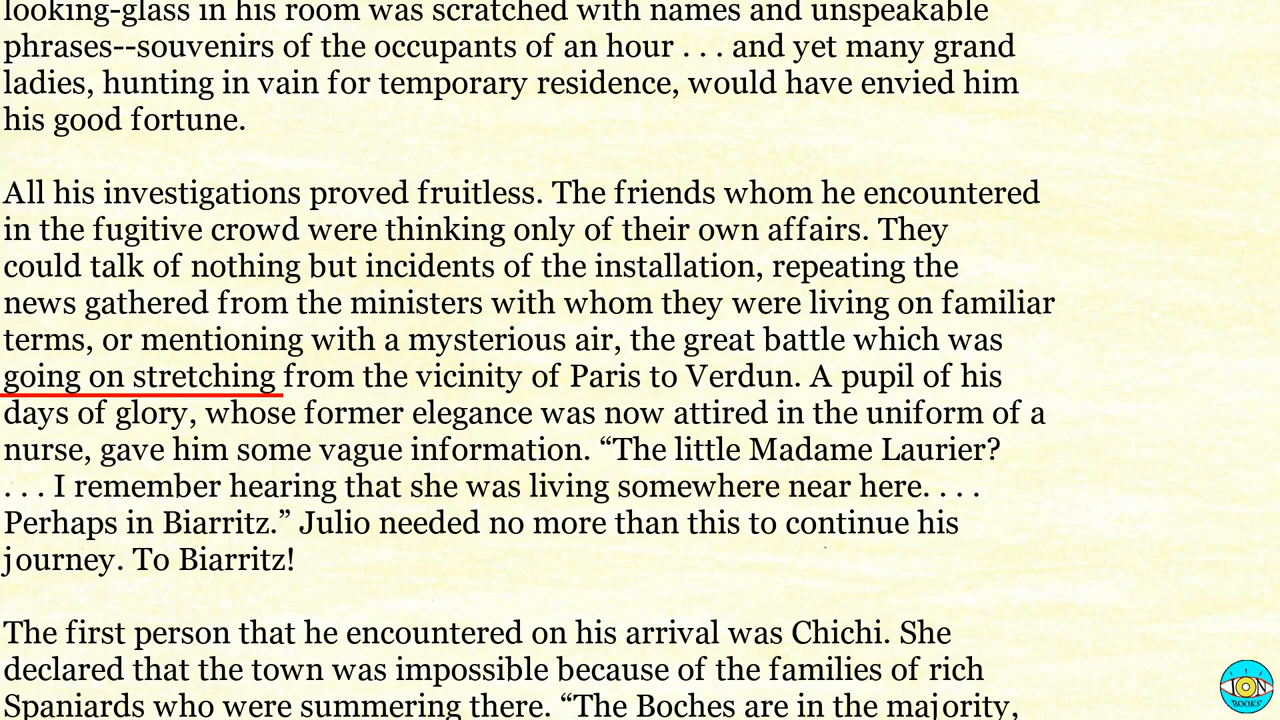 looking-glass in his room was scratched with names and unspeakable
phrases--souvenirs of the occupants of an hour . . . and yet many grand
ladies, hunting in vain for temporary residence, would have envied him
his good fortune.
All his investigations proved fruitless. The friends whom he encountered
in the fugitive crowd were thinking only of their own affairs. They
could talk of nothing but incidents of the installation, repeating the
news gathered from the ministers with whom they were living on familiar
terms, or mentioning with a mysterious air, the great battle which was
going on stretching from the vicinity of Paris to Verdun. A pupil of his
days of glory, whose former elegance was now attired in the uniform of a
nurse, gave him some vague information. “The little Madame Laurier?
. . . I remember hearing that she was living somewhere near here. . . .
Perhaps in Biarritz.” Julio needed no more than this to continue his
journey. To Biarritz!
The first person that he encountered on his arrival was Chichi. She
declared that the town was impossible because of the families of rich
Spaniards who were summering there. “The Boches are in the majority,
ION
BOOKS